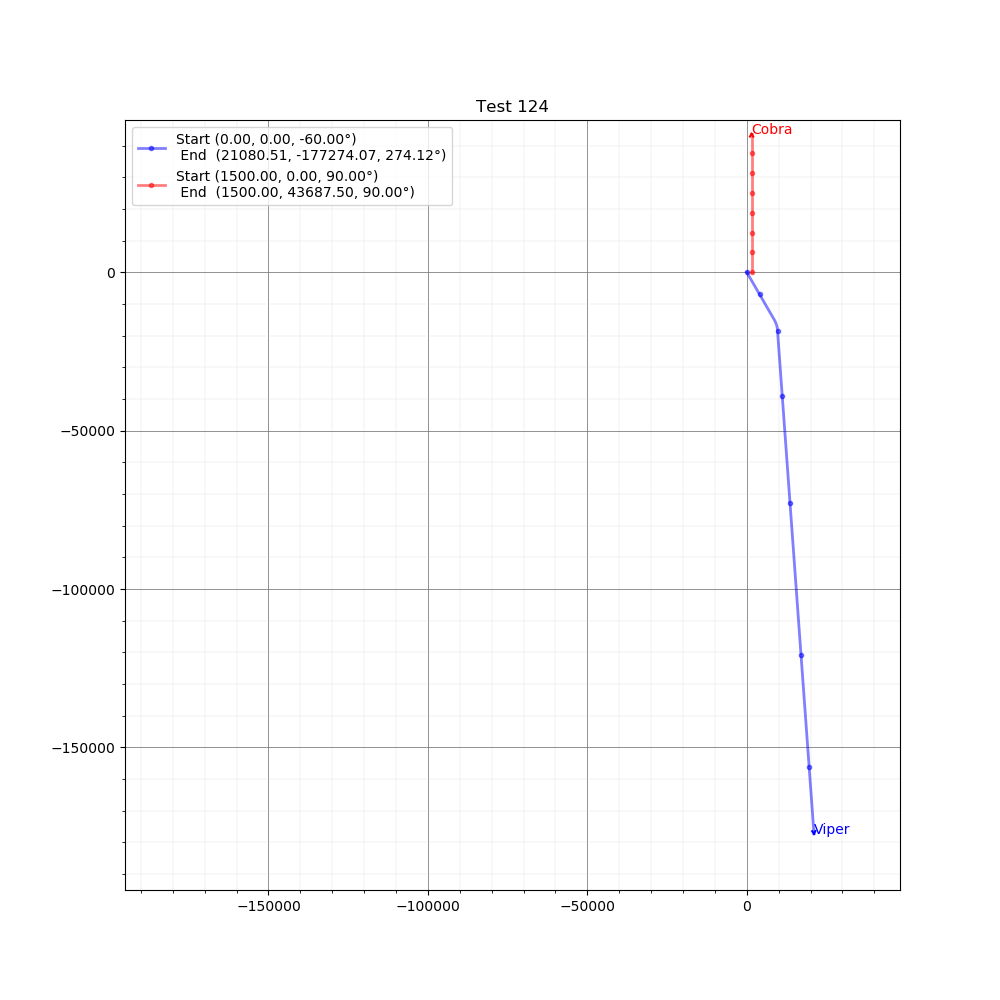 Test 124
Start (0.00, 0.00, -60.00°)
End  (21080.51, -177274.07, 274.12°)
Start (1500.00, 0.00, 90.00°)
End  (1500.00, 43687.50, 90.00°)
Cobra
0
−50000
−100000
−150000
Viper
−150000
−100000
−50000
0